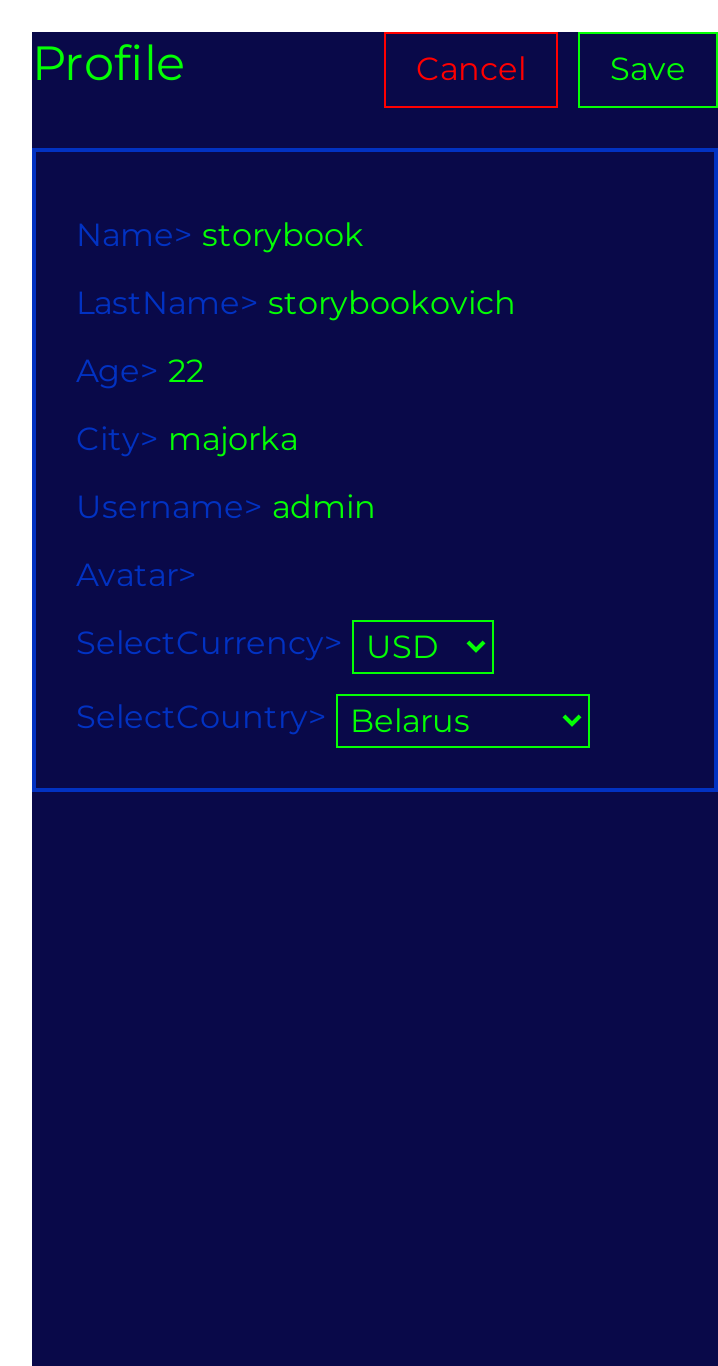 Profile Cancel Save
Name> storybook
LastName> storybookovich
Age> 22
City> majorka
Username> admin
Avatar>
SelectCurrency> USD
SelectCountry> Belarus